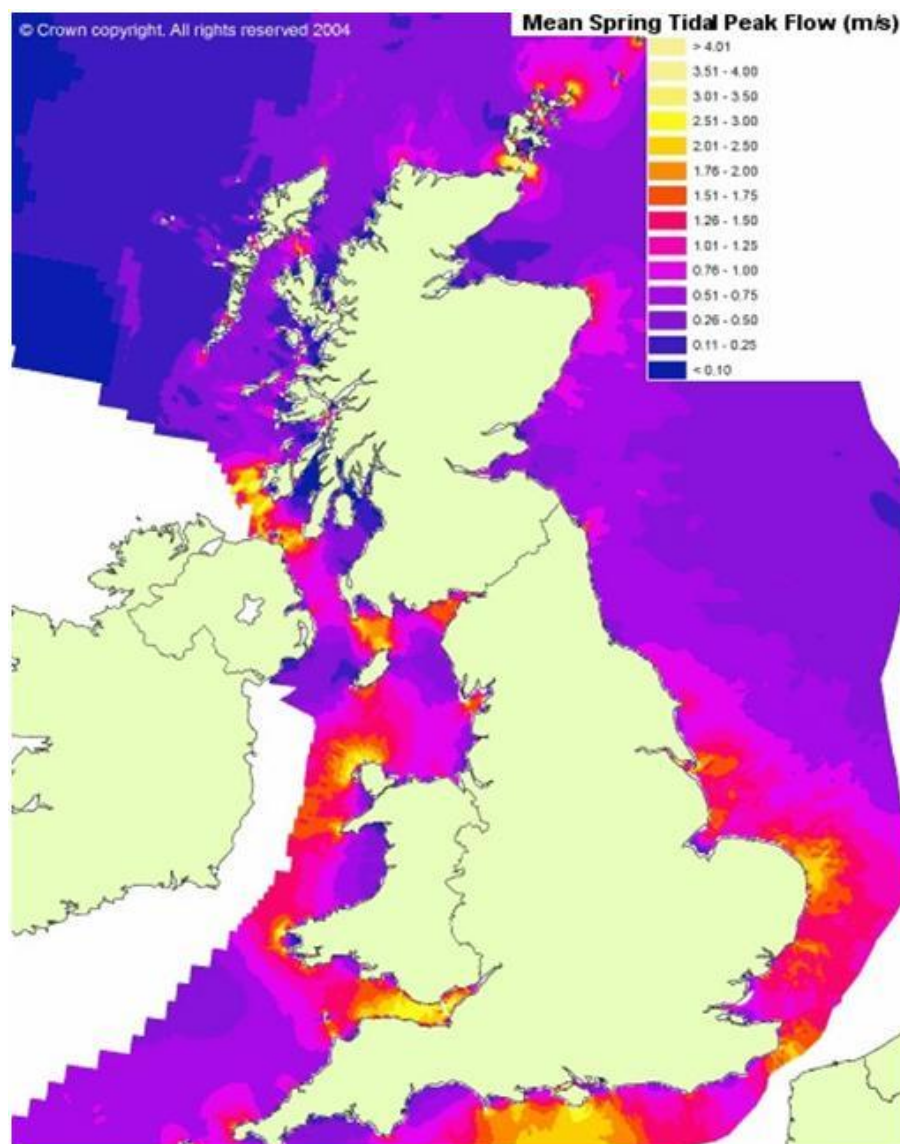 © Crown copyright. All rights reserved 2004
Mean Spring Tidal Peak Flow (m/s)
> 4.01
3.51 - 4.00
3.01 - 3.50
2.51 - 3.00
2.01 - 2.50
1.76 - 2.00
1.51 - 1.75
1.26 - 1.50
1.01 - 1.25
0.76 - 1.00
0.51 - 0.75
0.26 - 0.50
0.11 - 0.25
< 0.10